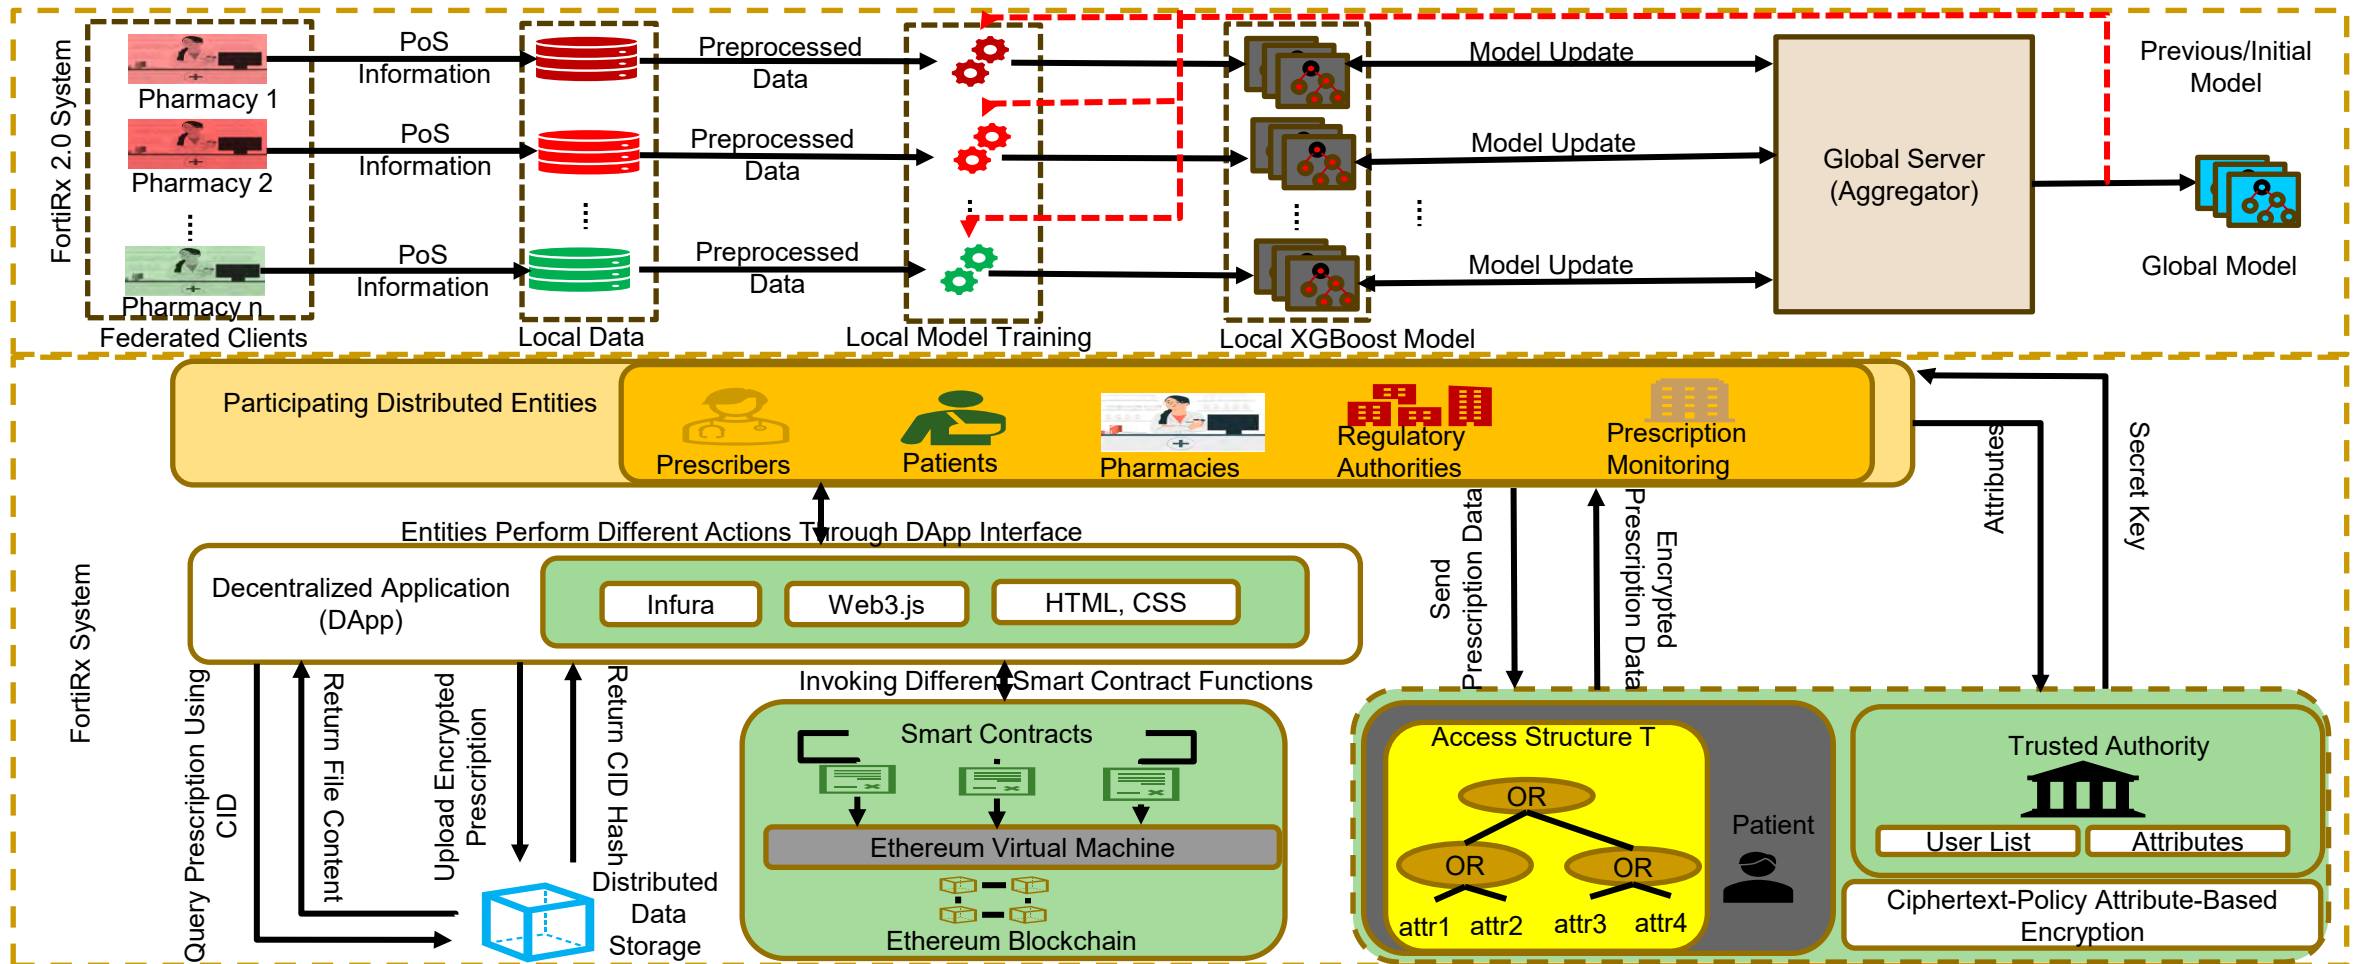 FortiRx 2.0 System
Pharmacy 1
Pharmacy 2
Pharmacy n
Federated Clients
PoS
Information
PoS
Information
PoS
Information
Local Data
Preprocessed
Data
Preprocessed
Data
Preprocessed
Data
Local Model Training
Local XGBoost Model
Model Update
Model Update
Model Update
Global Server
(Aggregator)
Previous/Initial
Model
Global Model
FortiRx System
Participating Distributed Entities
Prescribers
Patients
Pharmacies
Regulatory
Authorities
Prescription
Monitoring
Entities Perform Different Actions Through DApp Interface
Decentralized Application
(DApp)
Infura
Web3.js
HTML, CSS
Send
Prescription Data
Encrypted
Prescription Data
Attributes
Secret Key
Query Prescription Using
CID
Return File Content
Upload Encrypted
Prescription
Return CID Hash
Distributed
Data
Storage
Invoking Different Smart Contract Functions
Smart Contracts
Ethereum Virtual Machine
Ethereum Blockchain
Access Structure T
OR
OR
OR
attr1
attr2
attr3
attr4
Patient
Trusted Authority
User List
Attributes
Ciphertext-Policy Attribute-Based
Encryption